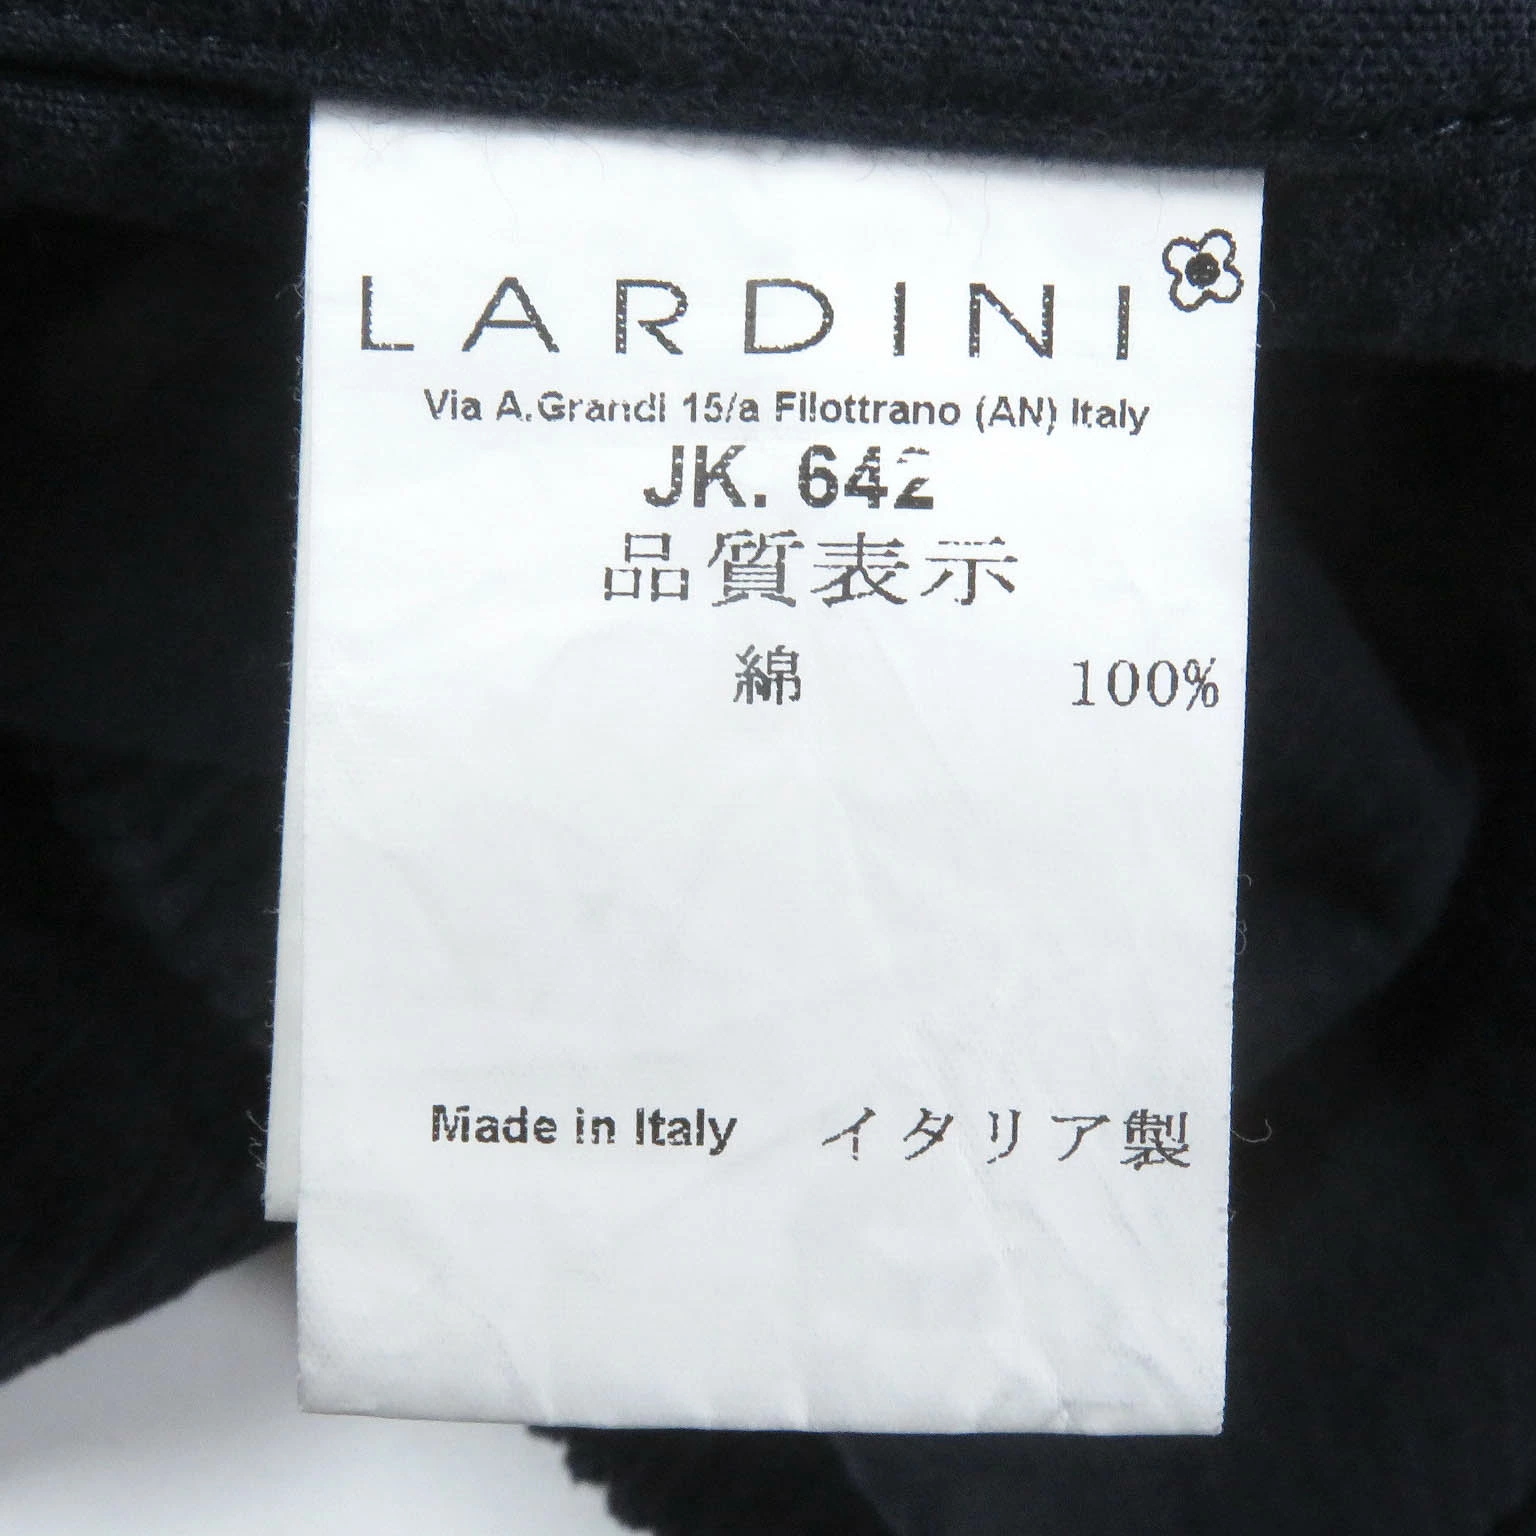 LARDINI
Via A.Grandi 15/a Filottrano (AN) Italy
JK. 642
品質表示
綿 100%
Made in Italy イタリア製